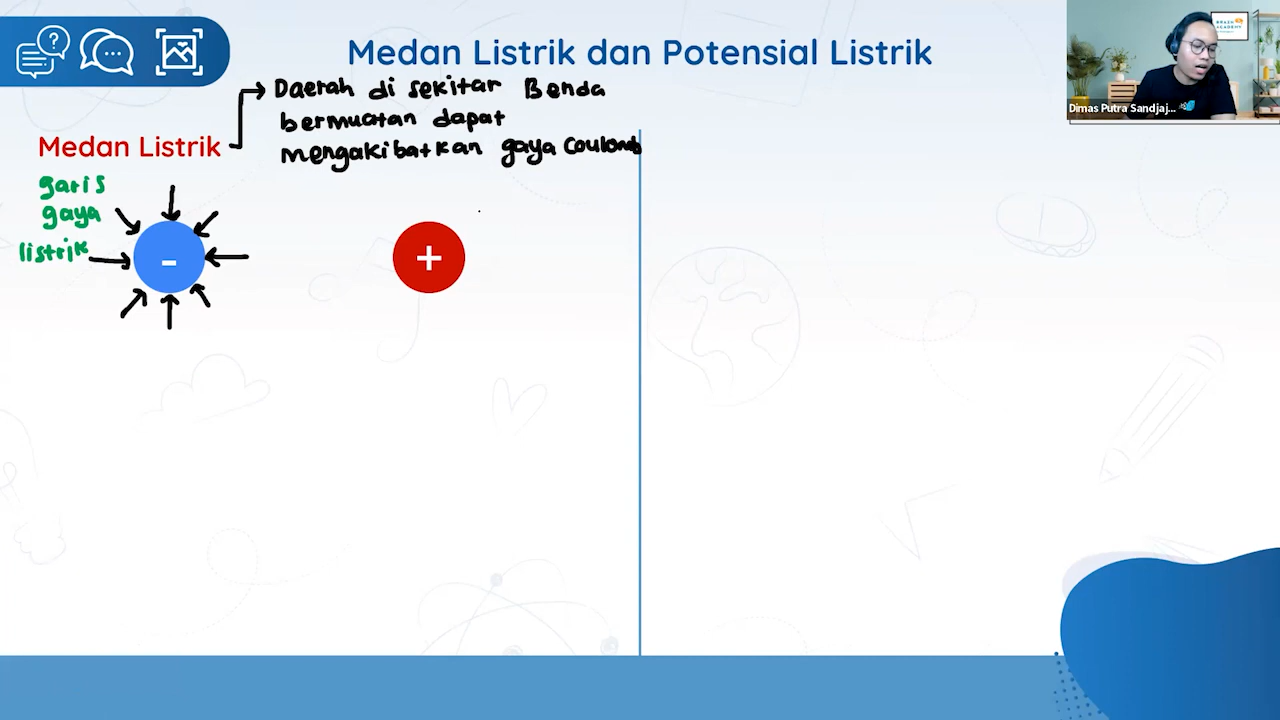 Medan Listrik dan Potensial Listrik
Daerah di sekitar Benda
bermuatan dapat
mengakibatkan gaya Coulomb
Medan Listrik
garis
gaya
listrik
-
+
Dimas Putra Sandjaj...